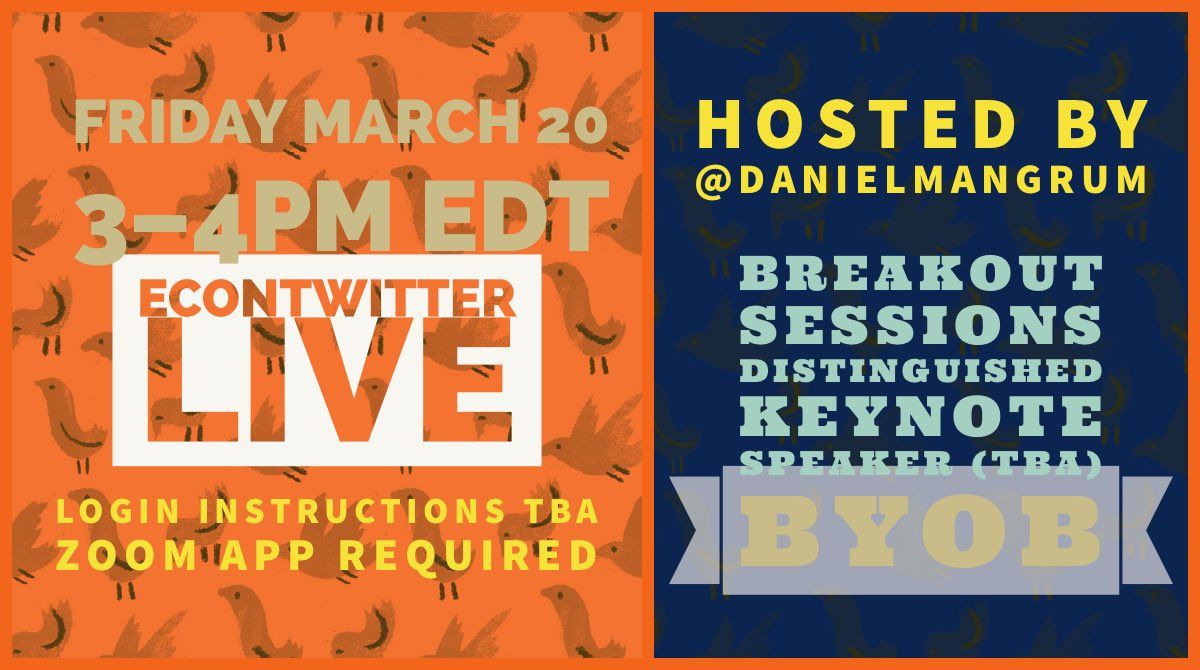 FRIDAY MARCH 20
3–4PM EDT
ECONTWITTER
LIVE
LOGIN INSTRUCTIONS TBA
ZOOM APP REQUIRED
HOSTED BY
@DANIELMANGRUM
BREAKOUT
SESSIONS
DISTINGUISHED
KEYNOTE
SPEAKER (TBA)
BYOB